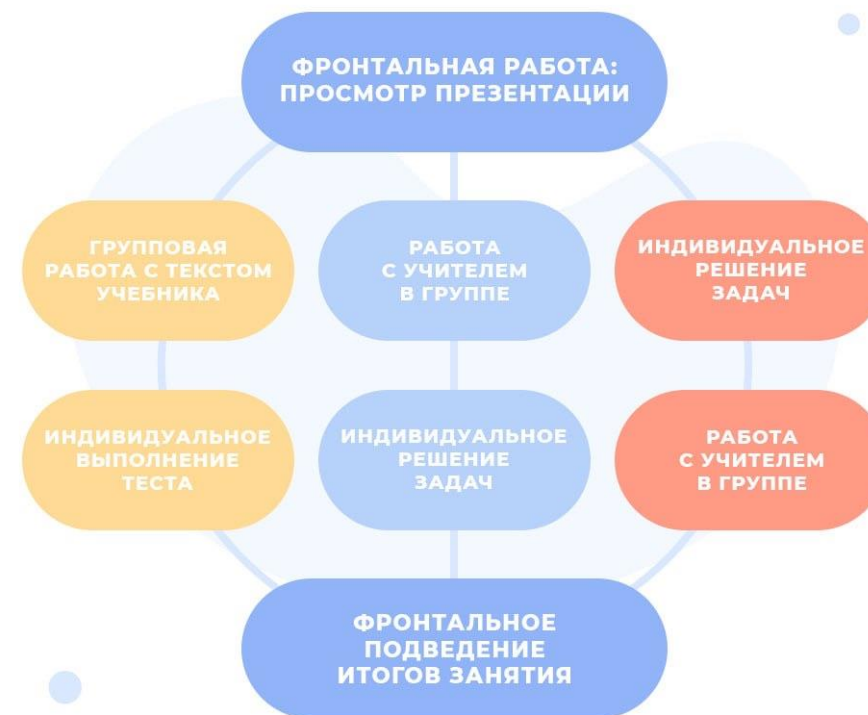 ФРОНТАЛЬНАЯ РАБОТА:
ПРОСМОТР ПРЕЗЕНТАЦИИ
ГРУППОВАЯ
РАБОТА С ТЕКСТОМ
УЧЕБНИКА
РАБОТА
С УЧИТЕЛЕМ
В ГРУППЕ
ИНДИВИДУАЛЬНОЕ
РЕШЕНИЕ
ЗАДАЧ
ИНДИВИДУАЛЬНОЕ
ВЫПОЛНЕНИЕ
ТЕСТА
ИНДИВИДУАЛЬНОЕ
РЕШЕНИЕ
ЗАДАЧ
РАБОТА
С УЧИТЕЛЕМ
В ГРУППЕ
ФРОНТАЛЬНОЕ
ПОДВЕДЕНИЕ
ИТОГОВ ЗАНЯТИЯ